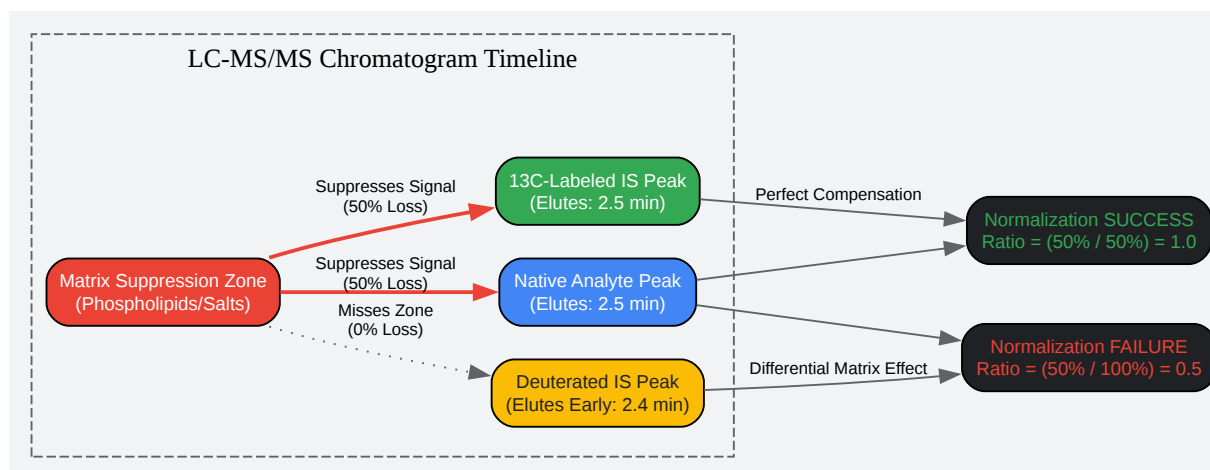 LC-MS/MS Chromatogram Timeline
Suppresses Signal
(50% Loss)
13C-Labeled IS Peak
(Elutes: 2.5 min)
Perfect Compensation
Normalization SUCCESS
Ratio = (50% / 50%) = 1.0
Matrix Suppression Zone
(Phospholipids/Salts)
Suppresses Signal
(50% Loss)
Native Analyte Peak
(Elutes: 2.5 min)
Misses Zone
(0% Loss)
Deuterated IS Peak
(Elutes Early: 2.4 min)
Differential Matrix Effect
Normalization FAILURE
Ratio = (50% / 100%) = 0.5